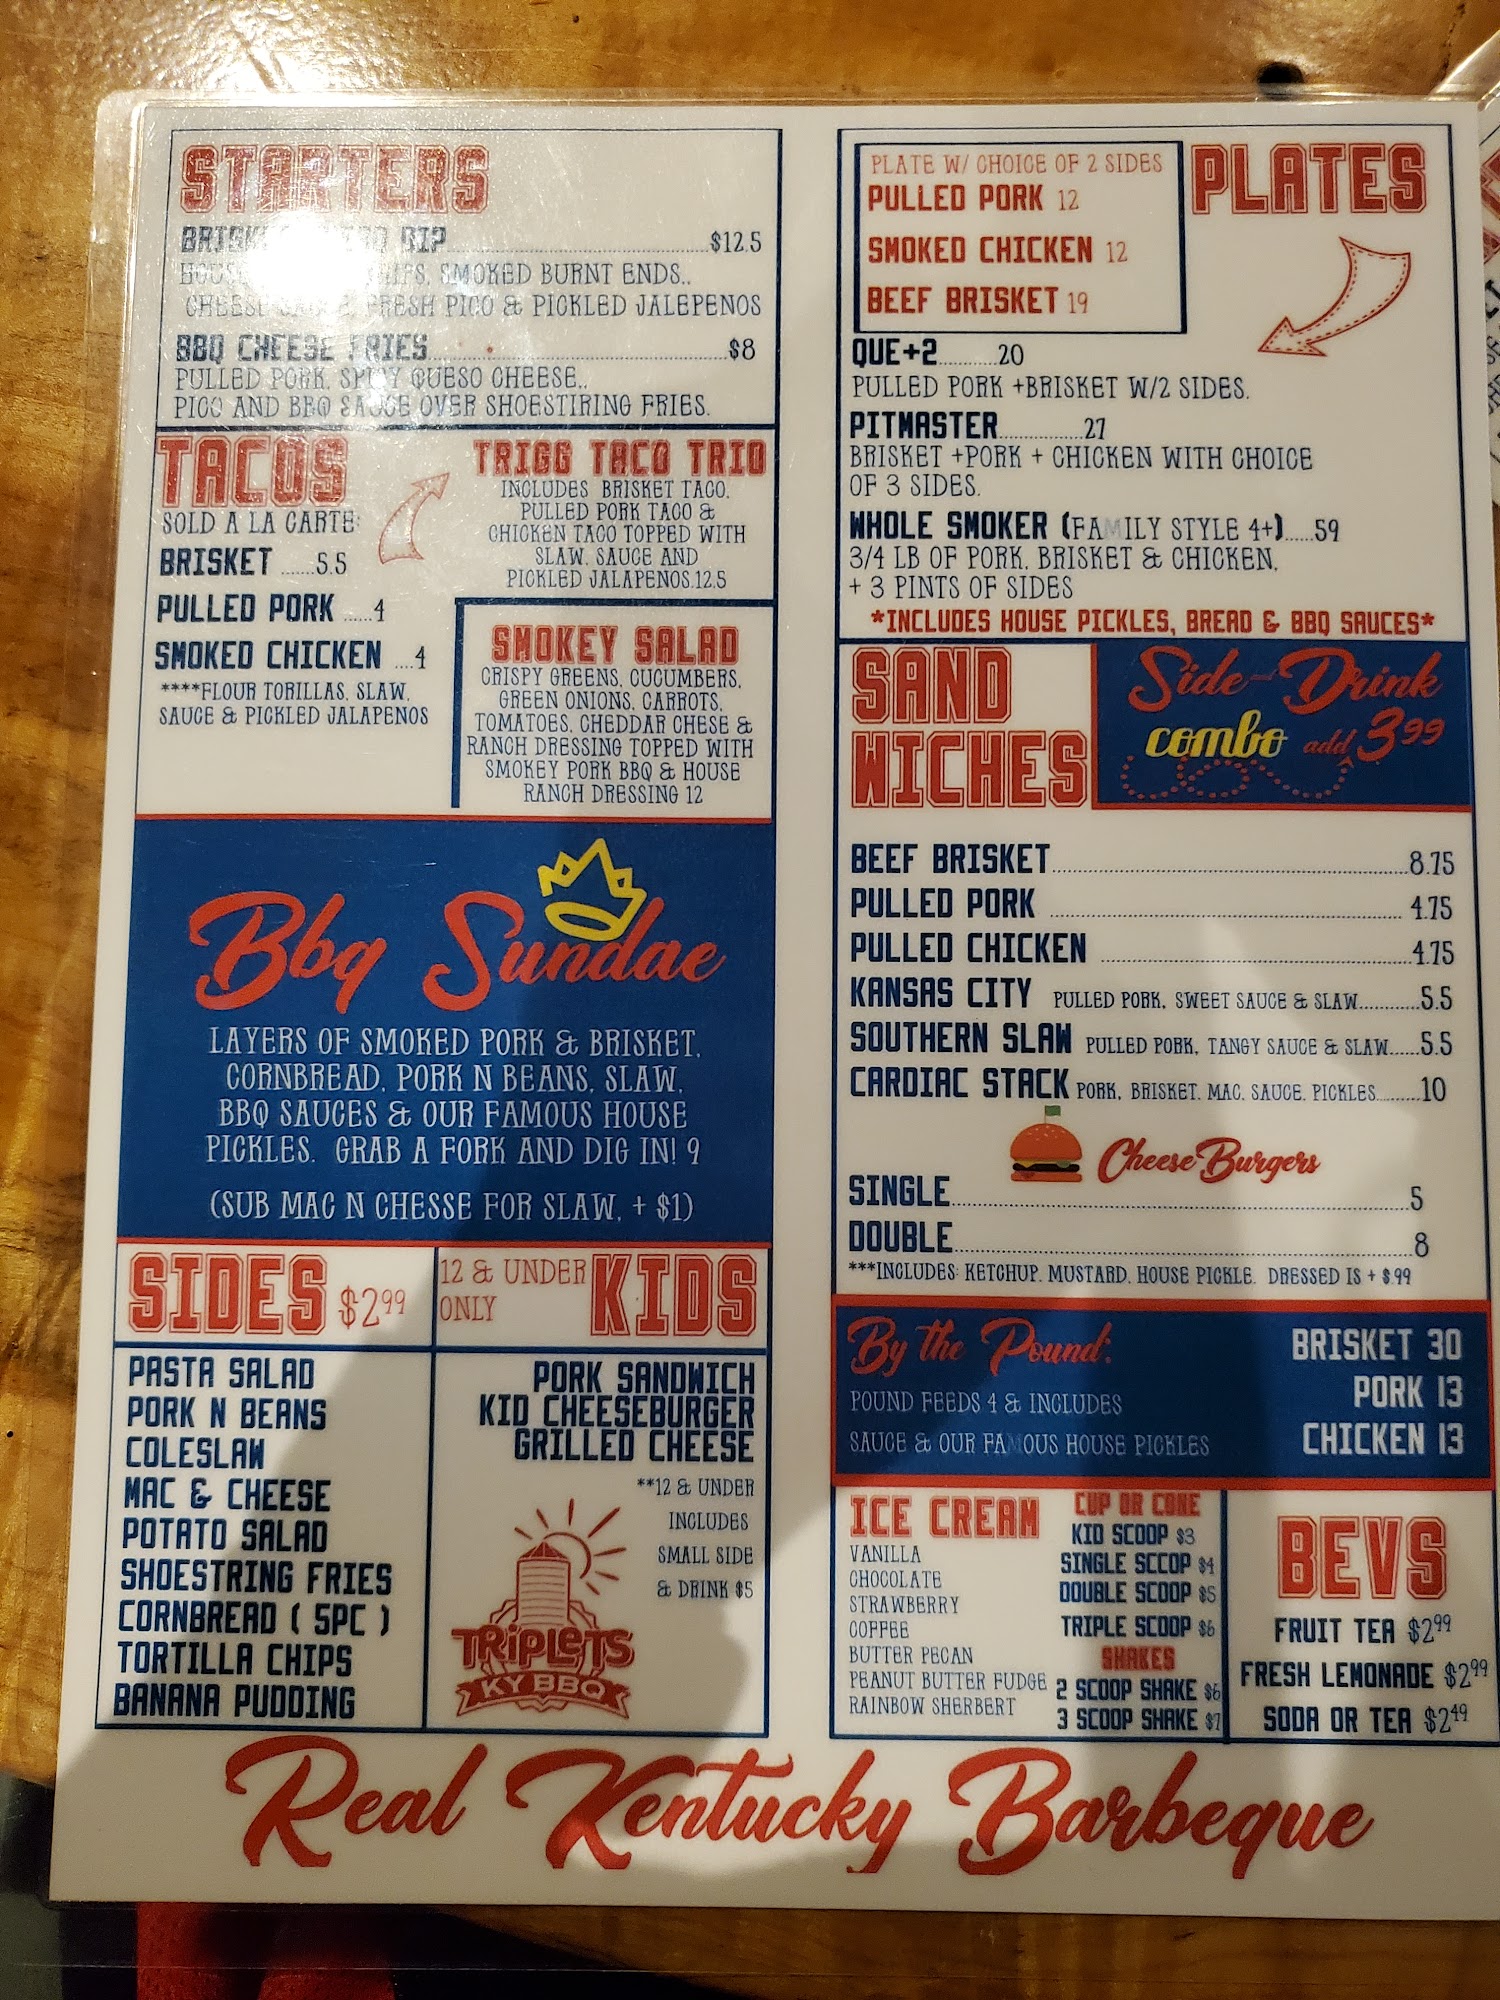 STARTERS
DIP $12.5
SMOKED BURNT ENDS..
CHEESE FRESH PICO & PICKLED JALEPENOS
BBQ CHEESE FRIES $8
PULLED PORK, SPICY QUESO CHEESE,.
PICO AND BBQ SAUCE OVER SHOESTIRING FRIES.
TACOS
SOLD A LA CARTE:
BRISKET .......5.5
PULLED PORK ......4
SMOKED CHICKEN ....4
****FLOUR TORILLAS, SLAW,
SAUCE & PICKLED JALAPENOS
TRIGG TACO TRIO
INCLUDES BRISKET TACO,
PULLED PORK TACO &
CHICKEN TACO TOPPED WITH
SLAW, SAUCE AND
PICKLED JALAPENOS.12.5
SMOKEY SALAD
CRISPY GREENS, CUCUMBERS,
GREEN ONIONS, CARROTS,
TOMATOES, CHEDDAR CHESE &
RANCH DRESSING TOPPED WITH
SMOKEY PORK BBQ & HOUSE
RANCH DRESSING 12
Bbq Sundae
LAYERS OF SMOKED PORK & BRISKET,
CORNBREAD, PORK N BEANS, SLAW,
BBQ SAUCES & OUR FAMOUS HOUSE
PICKLES. GRAB A FORK AND DIG IN! 9
(SUB MAC N CHESSE FOR SLAW, + $1)
SIDES $2.99
PASTA SALAD
PORK N BEANS
COLESLAW
MAC & CHEESE
POTATO SALAD
SHOESTRING FRIES
CORNBREAD ( 5PC )
TORTILLA CHIPS
BANANA PUDDING
12 & UNDER
ONLY
KIDS
PORK SANDWICH
KID CHEESEBURGER
GRILLED CHEESE
**12 & UNDER
INCLUDES
SMALL SIDE
& DRINK $5
TRIPLETS
KY BBQ
PLATES
PLATE W/ CHOICE OF 2 SIDES
PULLED PORK 12
SMOKED CHICKEN 12
BEEF BRISKET 19
QUE+2..........20
PULLED PORK +BRISKET W/2 SIDES.
PITMASTER..............27
BRISKET +PORK + CHICKEN WITH CHOICE
OF 3 SIDES.
WHOLE SMOKER (FAMILY STYLE 4+).....59
3/4 LB OF PORK, BRISKET & CHICKEN,
+ 3 PINTS OF SIDES
*INCLUDES HOUSE PICKLES, BREAD & BBQ SAUCES*
SAND
WICHES
Side-Drink
combo add 3.99
BEEF BRISKET 8.75
PULLED PORK 4.75
PULLED CHICKEN 4.75
KANSAS CITY PULLED PORK, SWEET SAUCE & SLAW 5.5
SOUTHERN SLAW PULLED PORK, TANGY SAUCE & SLAW......5.5
CARDIAC STACK PORK, BRISKET, MAC, SAUCE, PICKLES 10
CheeseBurgers
SINGLE 5
DOUBLE 8
***INCLUDES: KETCHUP, MUSTARD, HOUSE PICKLE. DRESSED IS + $.99
By the Pound:
POUND FEEDS 4 & INCLUDES
SAUCE & OUR FAMOUS HOUSE PICKLES
BRISKET 30
PORK 13
CHICKEN 13
ICE CREAM
VANILLA
CHOCOLATE
STRAWBERRY
COFFEE
BUTTER PECAN
PEANUT BUTTER FUDGE
RAINBOW SHERBERT
CUP OR CONE
KID SCOOP $3
SINGLE SCCOP $4
DOUBLE SCOOP $5
TRIPLE SCOOP $6
SHAKES
2 SCOOP SHAKE $6
3 SCOOP SHAKE $7
BEVS
FRUIT TEA $2.99
FRESH LEMONADE $2.99
SODA OR TEA $2.49
Real Kentucky Barbeque